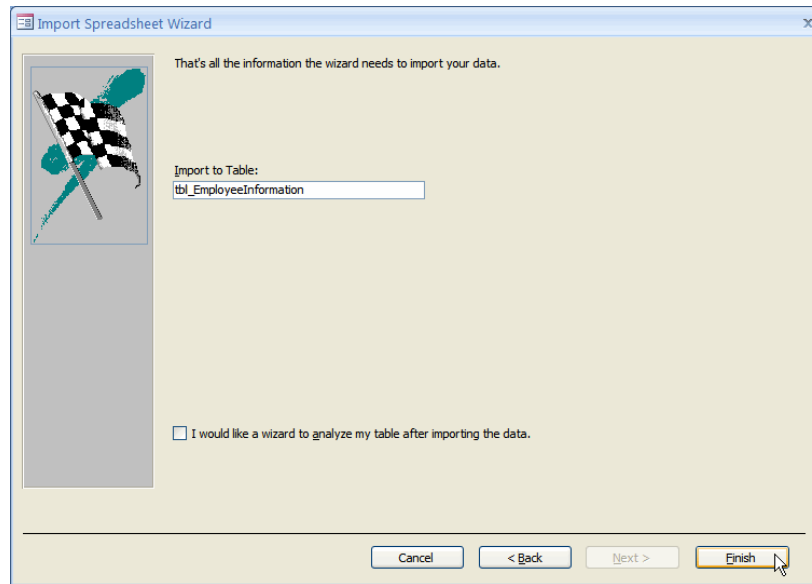 Import Spreadsheet Wizard
That's all the information the wizard needs to import your data.
Import to Table:
tbl_EmployeeInformation
I would like a wizard to analyze my table after importing the data.
Cancel
< Back
Next >
Finish